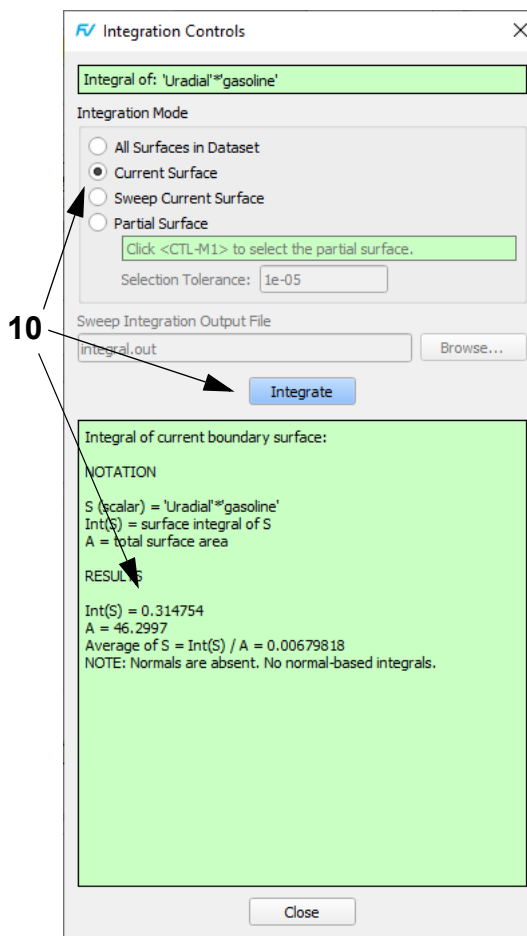 FV Integration Controls
Integral of: 'Uradial'*'gasoline'
Integration Mode
All Surfaces in Dataset
Current Surface
Sweep Current Surface
Partial Surface
Click <CTL-M1> to select the partial surface.
Selection Tolerance: 1e-05
10
Sweep Integration Output File
integral.out Browse...
Integrate
Integral of current boundary surface:
NOTATION
S (scalar) = 'Uradial'*'gasoline'
Int(S) = surface integral of S
A = total surface area
RESULTS
Int(S) = 0.314754
A = 46.2997
Average of S = Int(S) / A = 0.00679818
NOTE: Normals are absent. No normal-based integrals.
Close